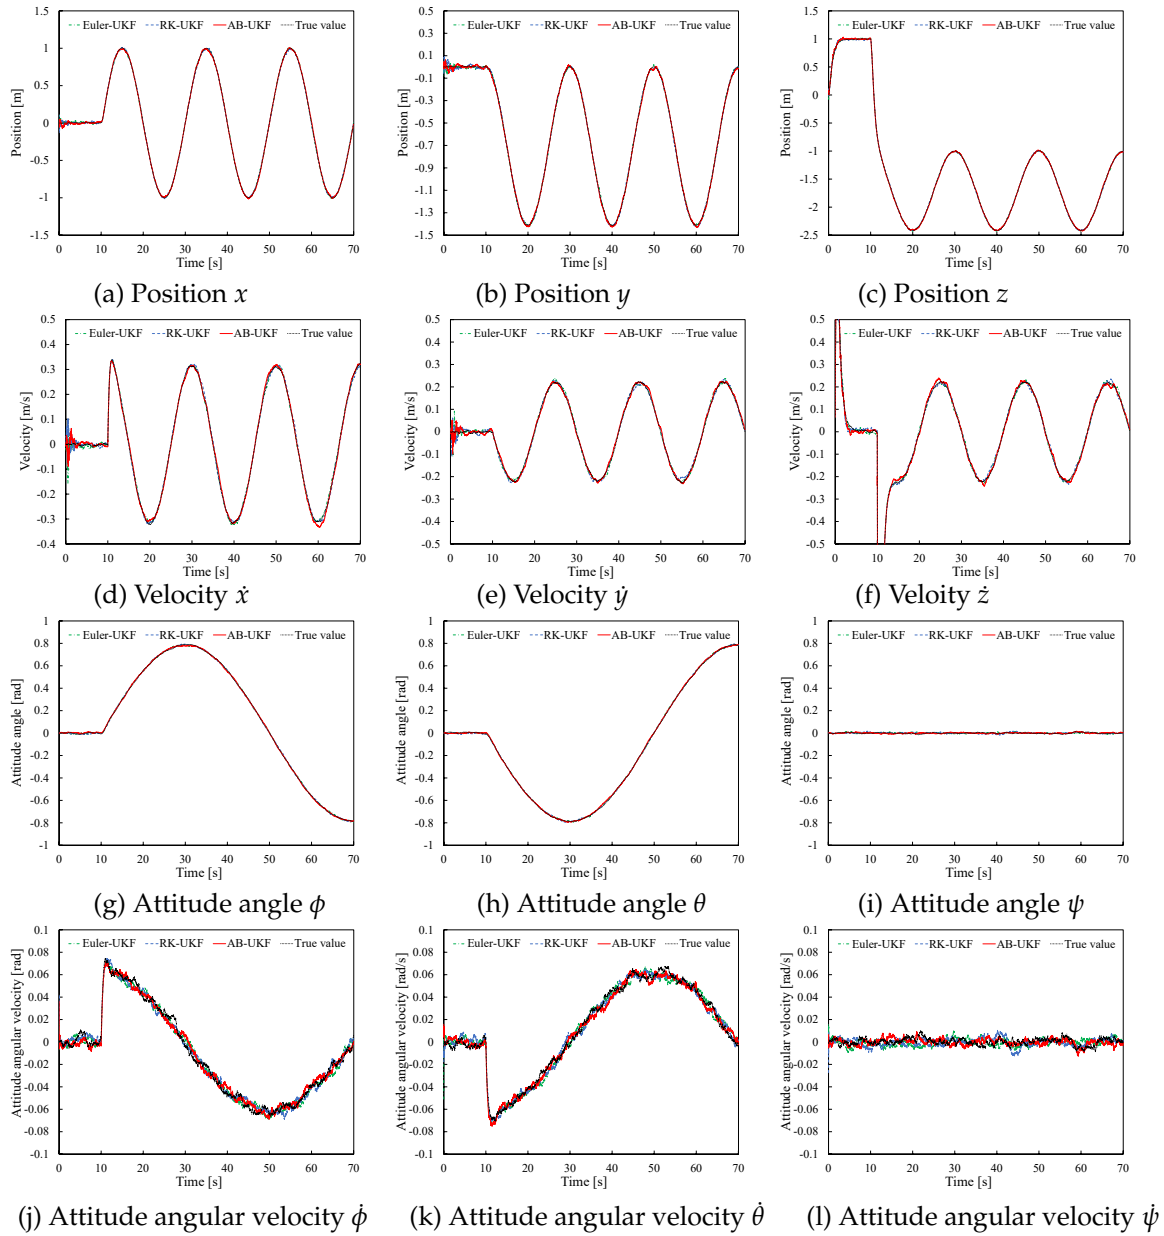 Euler-UKF RK-UKF AB-UKF True value
Position [m]
1.5
1
0.5
0
-0.5
-1
-1.5
0 10 20 30 40 50 60 70
Time [s]
(a) Position x
Euler-UKF RK-UKF AB-UKF True value
Position [m]
0.5
0.3
0.1
-0.1
-0.3
-0.5
-0.7
-0.9
-1.1
-1.3
-1.5
0 10 20 30 40 50 60 70
Time [s]
(b) Position y
Euler-UKF RK-UKF AB-UKF True value
Position [m]
1.5
1
0.5
0
-0.5
-1
-1.5
-2
-2.5
0 10 20 30 40 50 60 70
Time [s]
(c) Position z
Euler-UKF RK-UKF AB-UKF True value
Velocity [m/s]
0.5
0.4
0.3
0.2
0.1
0
-0.1
-0.2
-0.3
-0.4
0 10 20 30 40 50 60 70
Time [s]
(d) Velocity ẋ
Euler-UKF RK-UKF AB-UKF True value
Velocity [m/s]
0.5
0.4
0.3
0.2
0.1
0
-0.1
-0.2
-0.3
-0.4
-0.5
0 10 20 30 40 50 60 70
Time [s]
(e) Velocity ẏ
Euler-UKF RK-UKF AB-UKF True value
Velocity [m/s]
0.5
0.4
0.3
0.2
0.1
0
-0.1
-0.2
-0.3
-0.4
-0.5
0 10 20 30 40 50 60 70
Time [s]
(f) Veloity ż
Euler-UKF RK-UKF AB-UKF True value
Attitude angle [rad]
1
0.8
0.6
0.4
0.2
0
-0.2
-0.4
-0.6
-0.8
-1
0 10 20 30 40 50 60 70
Time [s]
(g) Attitude angle ϕ
Euler-UKF RK-UKF AB-UKF True value
Attitude angle [rad]
1
0.8
0.6
0.4
0.2
0
-0.2
-0.4
-0.6
-0.8
-1
0 10 20 30 40 50 60 70
Time [s]
(h) Attitude angle θ
Euler-UKF RK-UKF AB-UKF True value
Attitude angle [rad]
1
0.8
0.6
0.4
0.2
0
-0.2
-0.4
-0.6
-0.8
-1
0 10 20 30 40 50 60 70
Time [s]
(i) Attitude angle ψ
Euler-UKF RK-UKF AB-UKF True value
Attitude angular velocity [rad]
0.1
0.08
0.06
0.04
0.02
0
-0.02
-0.04
-0.06
-0.08
-0.1
0 10 20 30 40 50 60 70
Time [s]
(j) Attitude angular velocity ϕ̇
Euler-UKF RK-UKF AB-UKF True value
Attitude angular velocity [rad/s]
0.1
0.08
0.06
0.04
0.02
0
-0.02
-0.04
-0.06
-0.08
-0.1
0 10 20 30 40 50 60 70
Time [s]
(k) Attitude angular velocity θ̇
Euler-UKF RK-UKF AB-UKF True value
Attitude angular velocity [rad/s]
0.1
0.08
0.06
0.04
0.02
0
-0.02
-0.04
-0.06
-0.08
-0.1
0 10 20 30 40 50 60 70
Time [s]
(l) Attitude angular velocity ψ̇